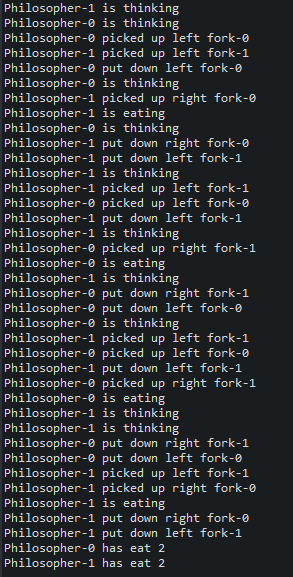 Philosopher-1 is thinking
Philosopher-0 is thinking
Philosopher-0 picked up left fork-0
Philosopher-1 picked up left fork-1
Philosopher-0 put down left fork-0
Philosopher-0 is thinking
Philosopher-1 picked up right fork-0
Philosopher-1 is eating
Philosopher-0 is thinking
Philosopher-1 put down right fork-0
Philosopher-1 put down left fork-1
Philosopher-1 is thinking
Philosopher-1 picked up left fork-1
Philosopher-0 picked up left fork-0
Philosopher-1 put down left fork-1
Philosopher-1 is thinking
Philosopher-0 picked up right fork-1
Philosopher-0 is eating
Philosopher-1 is thinking
Philosopher-0 put down right fork-1
Philosopher-0 put down left fork-0
Philosopher-0 is thinking
Philosopher-1 picked up left fork-1
Philosopher-0 picked up left fork-0
Philosopher-1 put down left fork-1
Philosopher-0 picked up right fork-1
Philosopher-0 is eating
Philosopher-1 is thinking
Philosopher-0 put down right fork-1
Philosopher-0 put down left fork-0
Philosopher-1 picked up left fork-1
Philosopher-1 picked up right fork-0
Philosopher-1 is eating
Philosopher-1 put down right fork-0
Philosopher-1 put down left fork-1
Philosopher-0 has eat 2
Philosopher-1 has eat 2